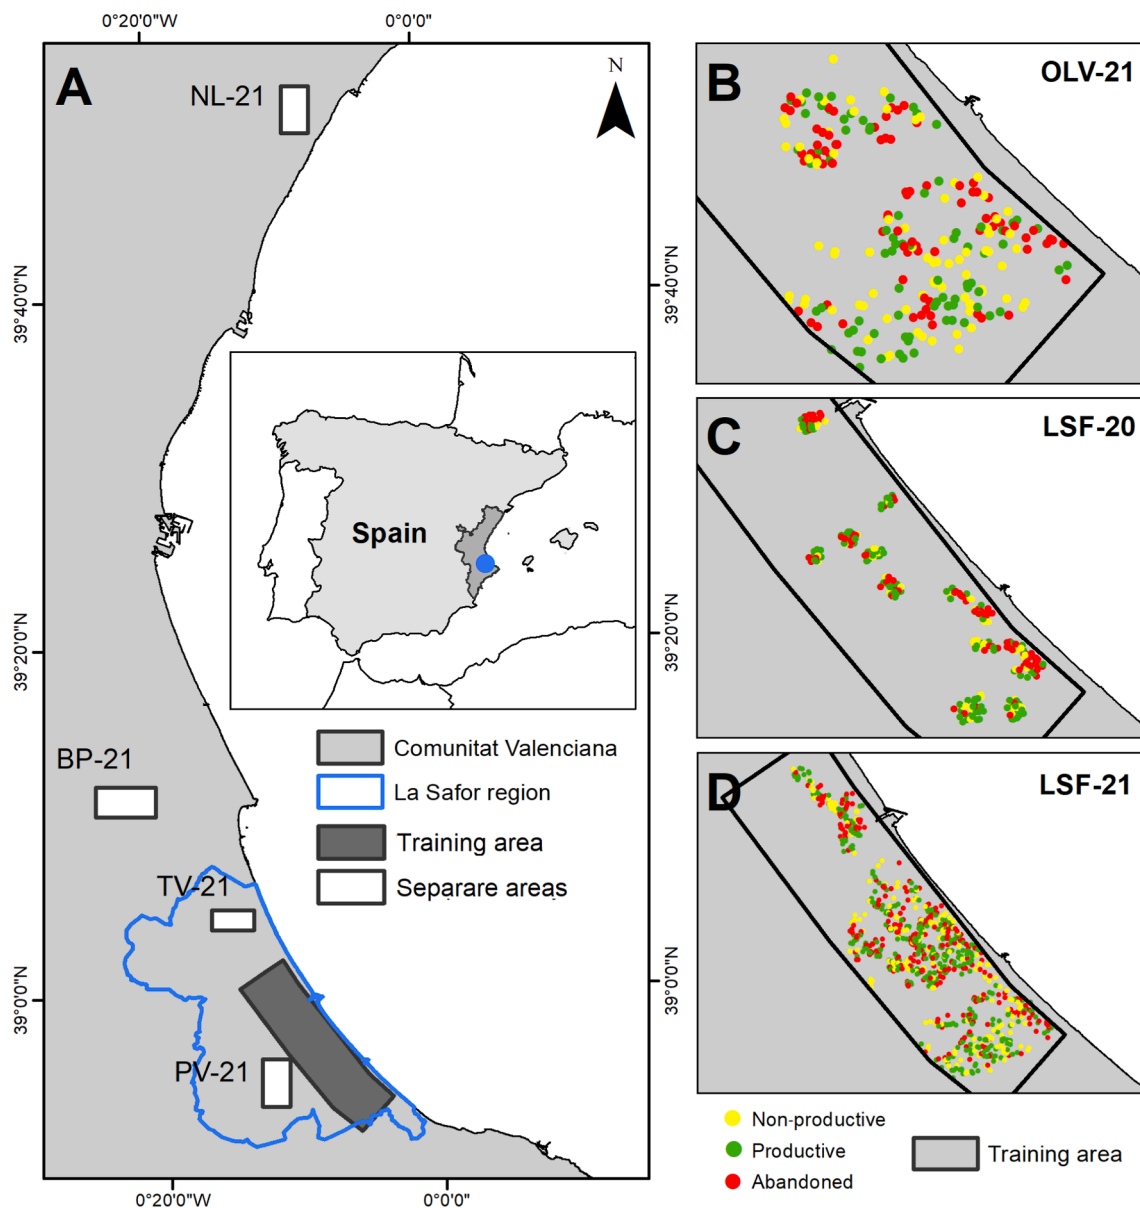 0°20'0"W
0°0'0"
A
NL-21
N
39°40'0"N
39°20'0"N
39°0'0"N
Spain
BP-21
TV-21
PV-21
Comunitat Valenciana
La Safor region
Training area
Separare areas
0°20'0"W
0°0'0"W
B
OLV-21
39°40'0"N
C
LSF-20
39°20'0"N
D
LSF-21
39°0'0"N
Non-productive
Productive
Abandoned
Training area